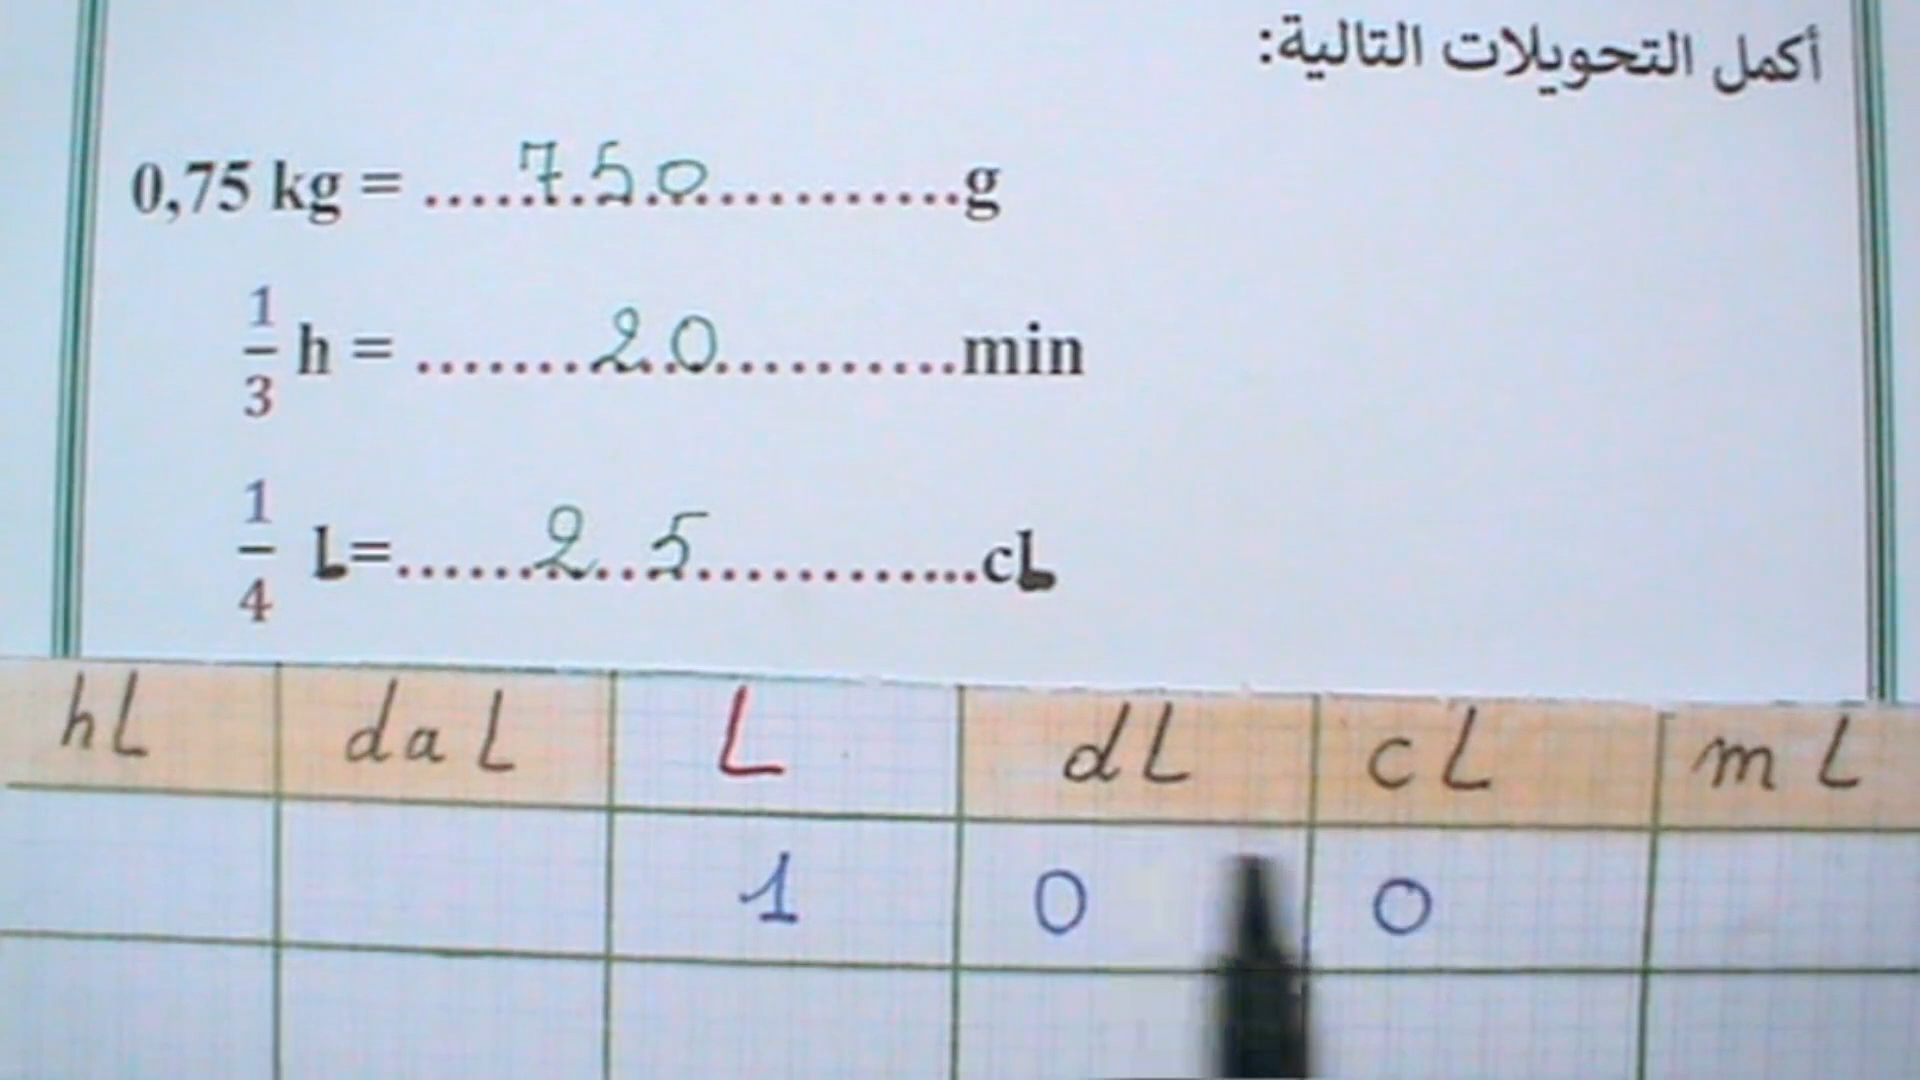 أكمل التحويلات التالية:
0,75 kg = .....750...........g
1/3 h = .......20..........min
1/4 L=......25............cL
hL daL L dL cL mL
1 0 0